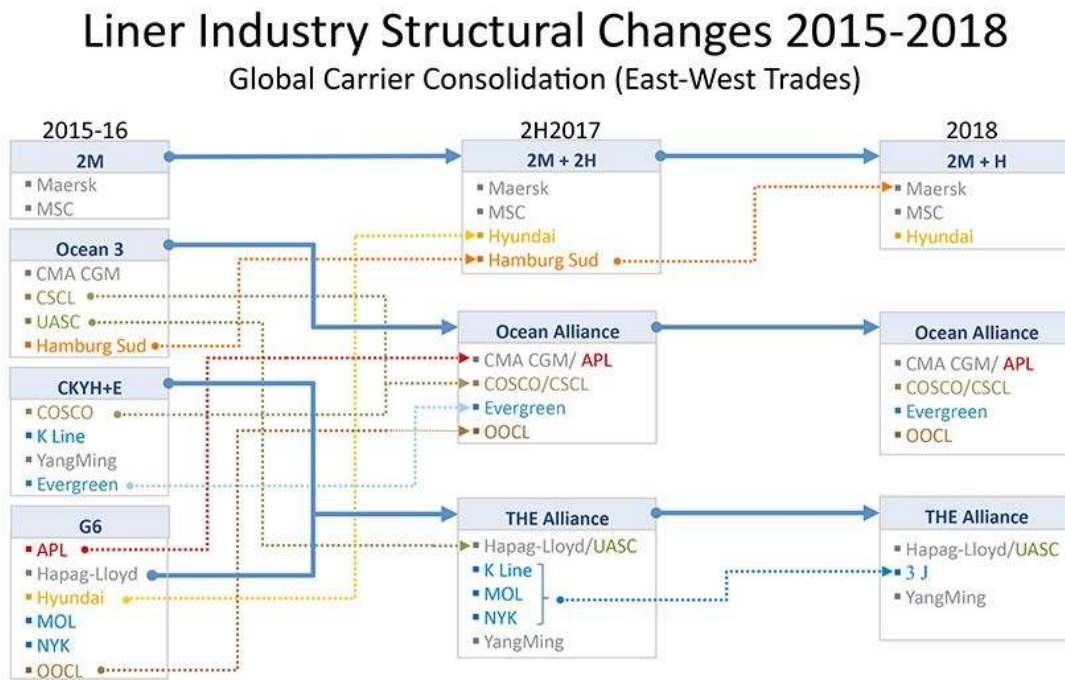 Liner Industry Structural Changes 2015-2018
Global Carrier Consolidation (East-West Trades)
2015-16
2M
Maersk
MSC
Ocean 3
CMA CGM
CSCL
UASC
Hamburg Sud
CKYH+E
COSCO
K Line
YangMing
Evergreen
G6
APL
Hapag-Lloyd
Hyundai
MOL
NYK
OOCL
2H2017
2M + 2H
Maersk
MSC
Hyundai
Hamburg Sud
Ocean Alliance
CMA CGM/ APL
COSCO/CSCL
Evergreen
OOCL
THE Alliance
Hapag-Lloyd/UASC
K Line
MOL
NYK
YangMing
2018
2M + H
Maersk
MSC
Hyundai
Ocean Alliance
CMA CGM/ APL
COSCO/CSCL
Evergreen
OOCL
THE Alliance
Hapag-Lloyd/UASC
3 J
YangMing